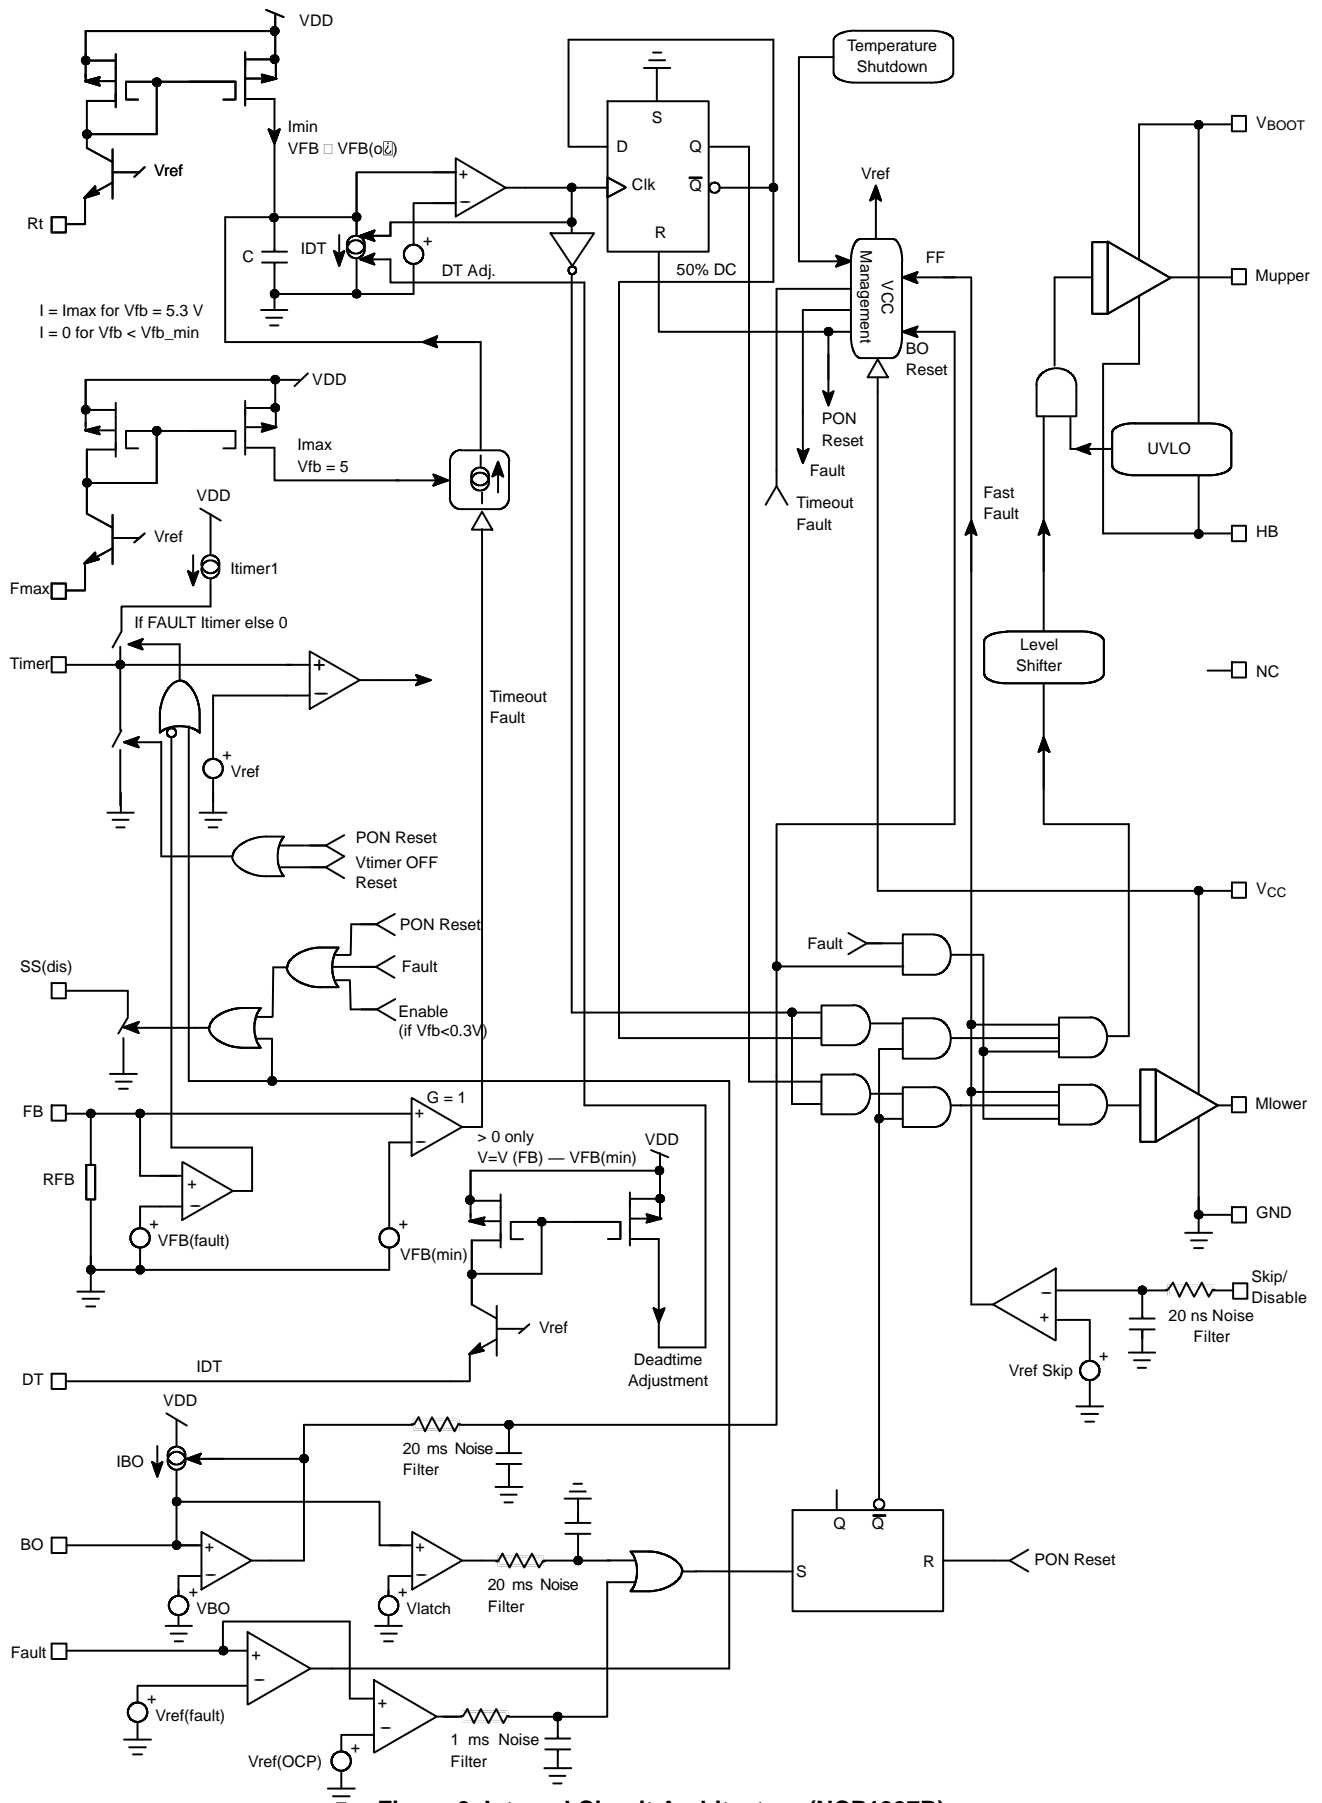 VDD
Temperature
Shutdown
S
Imin
VFB VFB(o
D
Q
VBOOT
Vref
+
−
Clk
Q
Vref
Rt
R
IDT
+
C
DT Adj.
50% DC
FF
VCC
Management
Mupper
I = Imax for Vfb = 5.3 V
I = 0 for Vfb < Vfb_min
BO
Reset
VDD
PON
Reset
Imax
Vfb = 5
Fault
UVLO
VDD
Timeout
Fault
Fast
Fault
Vref
HB
Itimer1
Fmax
If FAULT Itimer else 0
Level
Shifter
Timer
+
−
NC
Timeout
Fault
+
Vref
PON Reset
Vtimer OFF
Reset
VCC
PON Reset
Fault
SS(dis)
Fault
Enable
(if Vfb<0.3V)
G = 1
FB
+
−
Mlower
> 0 only
V=V (FB) — VFB(min)
VDD
RFB
+
−
+
VFB(fault)
+
VFB(min)
GND
Skip/
Disable
−
+
20 ns Noise
Filter
Vref
Deadtime
Adjustment
Vref Skip
+
IDT
DT
VDD
IBO
20 ms Noise
Filter
Q
Q
BO
+
−
+
−
R
PON Reset
S
20 ms Noise
Filter
+
VBO
+
Vlatch
Fault
+
−
+
Vref(fault)
+
−
1 ms Noise
Filter
+
Vref(OCP)